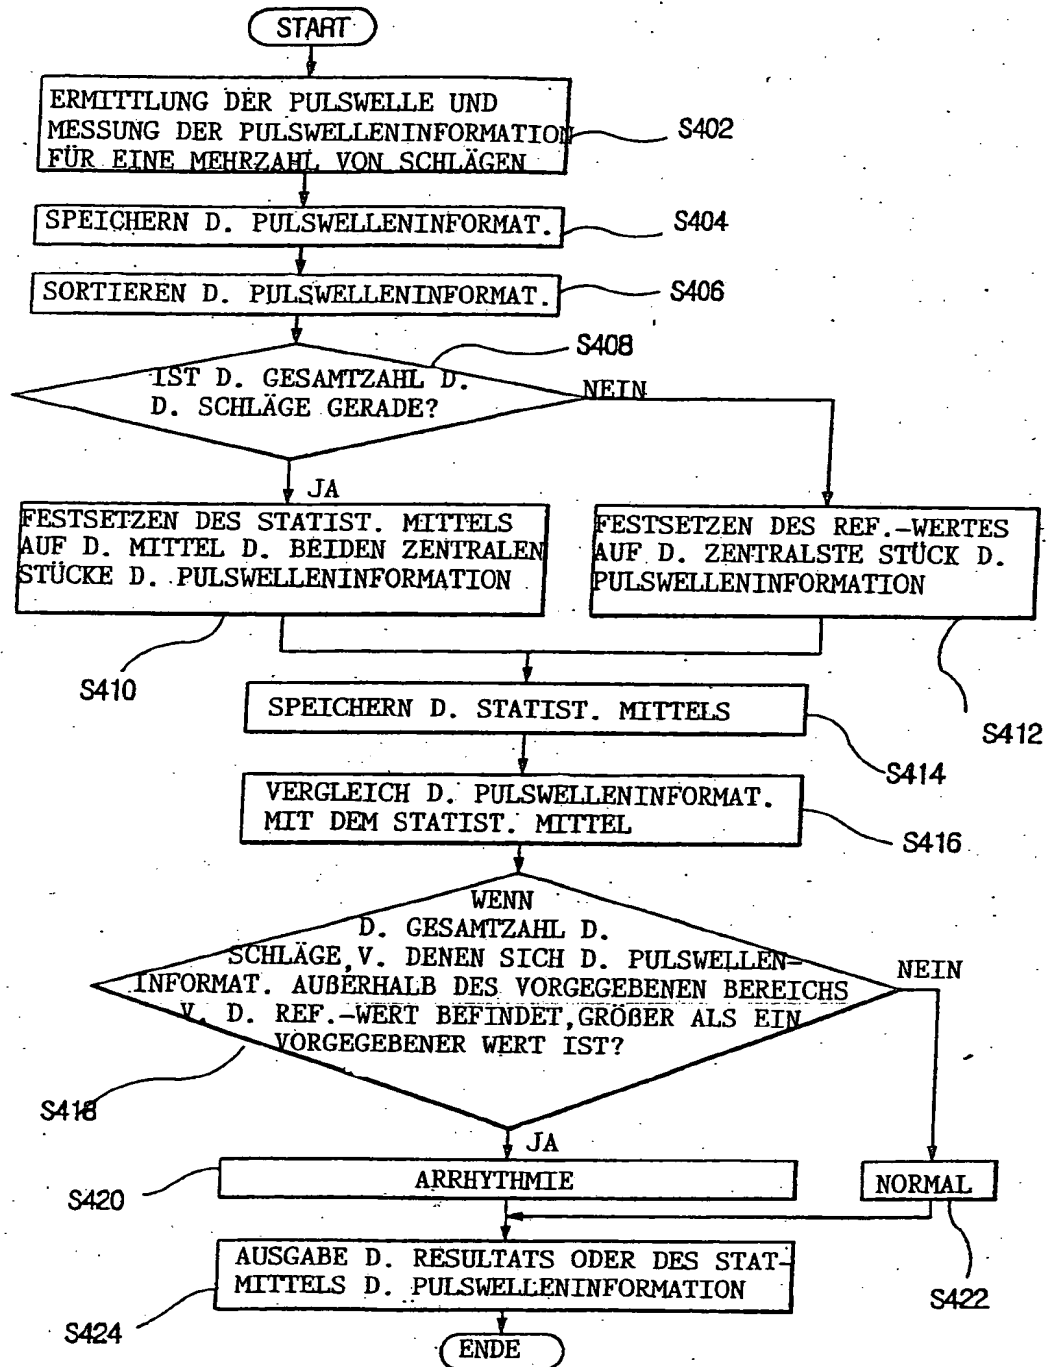 START
ERMITTLUNG DER PULSWELLE UND
MESSUNG DER PULSWELLENINFORMATION
FÜR EINE MEHRZAHL VON SCHLÄGEN
S402
SPEICHERN D. PULSWELLENINFORMAT.
S404
SORTIEREN D. PULSWELLENINFORMAT.
S406
S408
IST D. GESAMTZAHL D.
D. SCHLÄGE GERADE?
NEIN
JA
FESTSETZEN DES STATIST. MITTELS
AUF D. MITTEL D. BEIDEN ZENTRALEN
STÜCKE D. PULSWELLENINFORMATION
S410
FESTSETZEN DES REF.-WERTES
AUF D. ZENTRALSTE STÜCK D.
PULSWELLENINFORMATION
S412
SPEICHERN D. STATIST. MITTELS
S414
VERGLEICH D. PULSWELLENINFORMAT.
MIT DEM STATIST. MITTEL
S416
WENN
D. GESAMTZAHL D.
SCHLÄGE, V. DENEN SICH D. PULSWELLEN-
INFORMAT. AUßERHALB DES VORGEGEBENEN BEREICHS
V. D. REF.-WERT BEFINDET, GRÖßER ALS EIN
VORGEGEBENER WERT IST?
NEIN
S418
JA
ARRHYTHMIE
S420
NORMAL
S422
AUSGABE D. RESULTATS ODER DES STAT-
MITTELS D. PULSWELLENINFORMATION
S424
ENDE